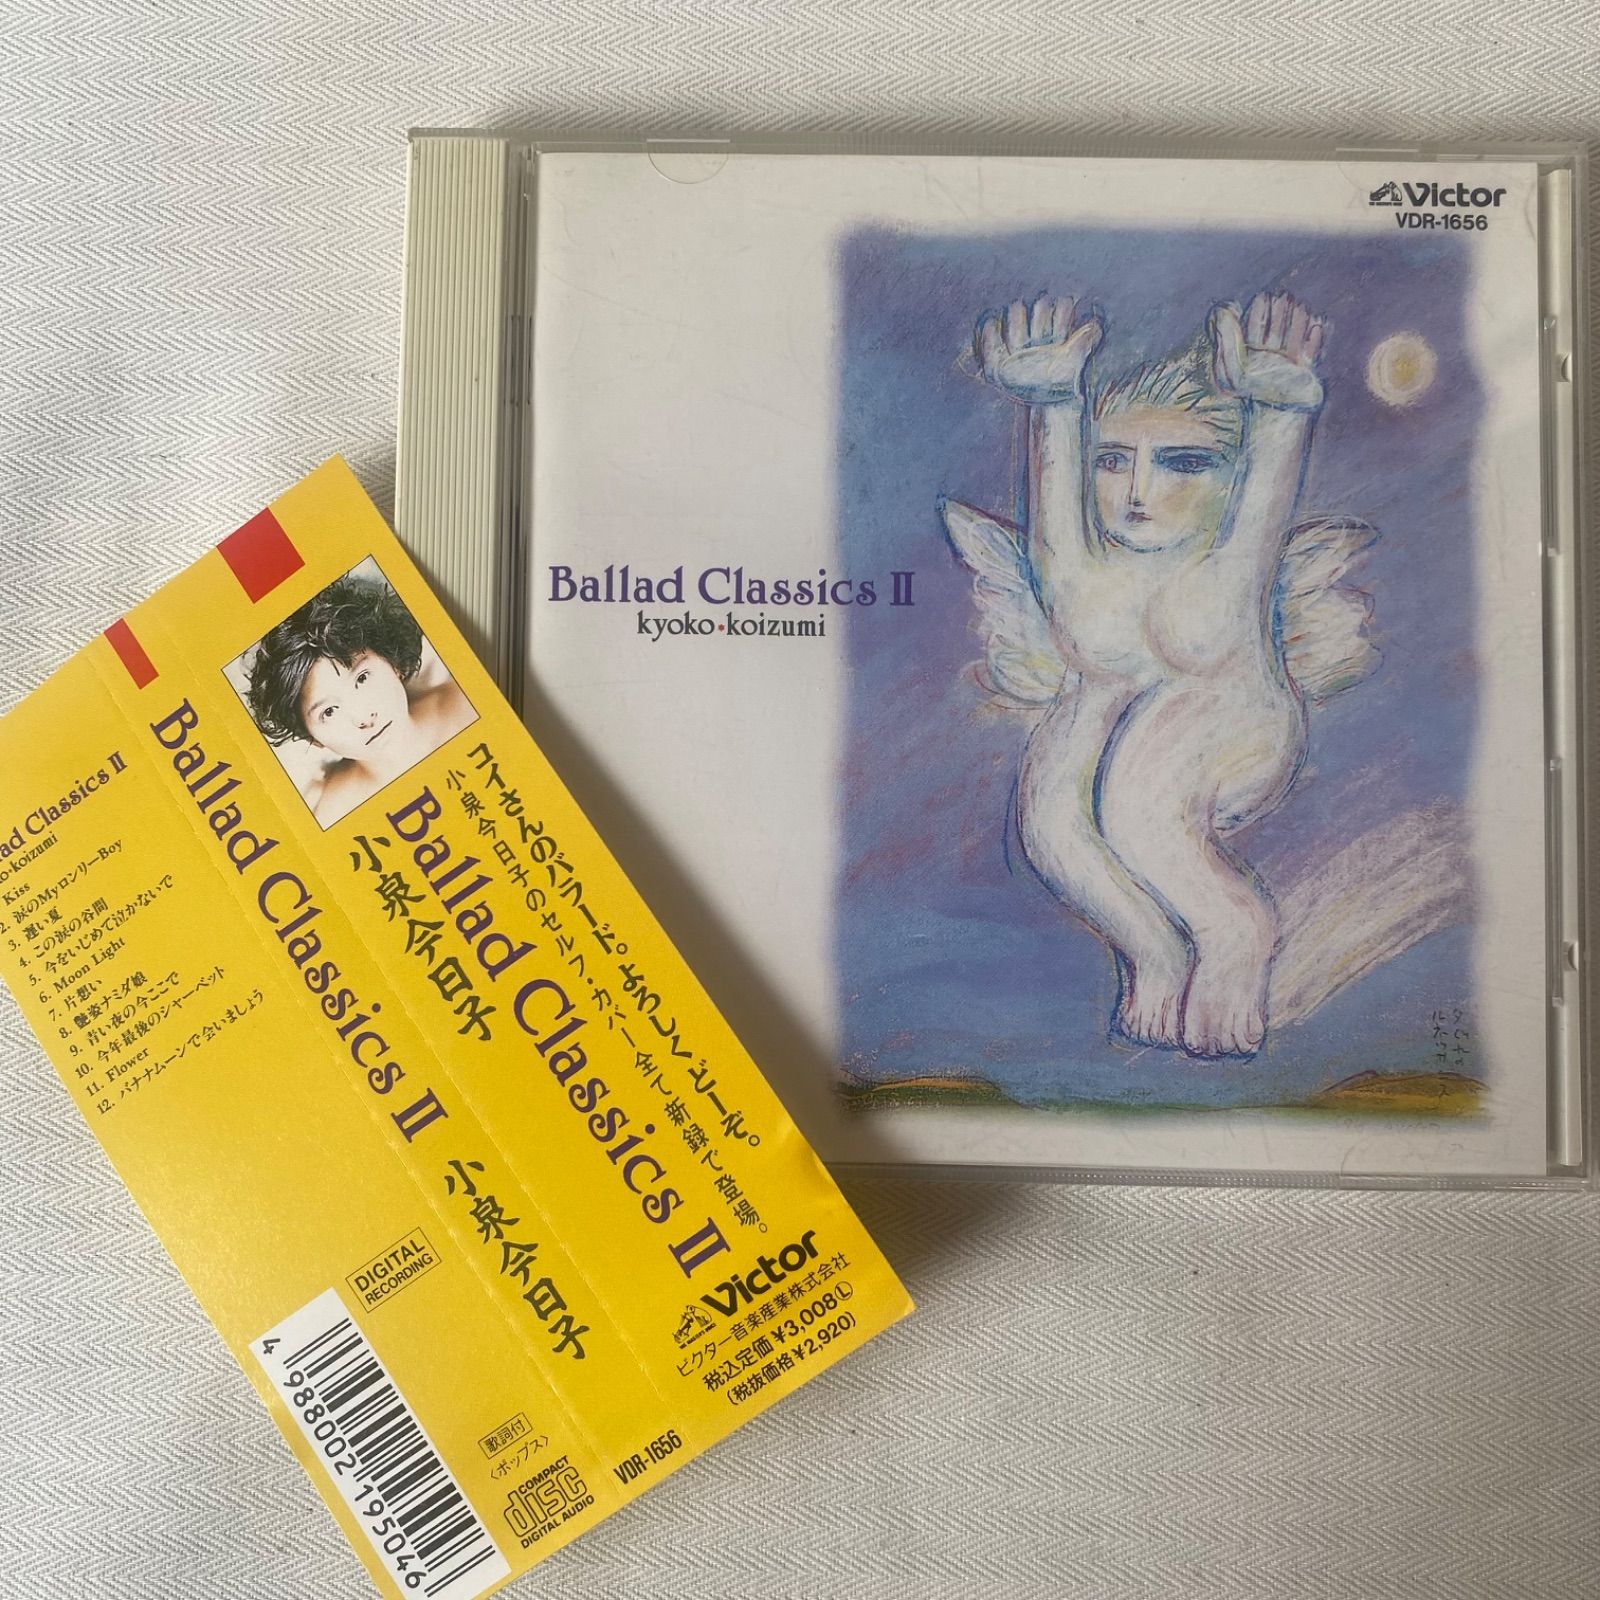 Victor
VDR-1656
Ballad Classics II
kyoko•koizumi
コイさんのバラード。よろしくどーぞ。
小泉今日子のセルフ・カバー全て新録で登場。
Ballad Classics II
小泉今日子
Victor
ビクター音楽産業株式会社
税込定価¥3,008Ⓛ
(税抜価格¥2,920)
VDR-1656
Ballad Classics II 小泉今日子
歌詞付
〈ポップス〉
COMPACT
disc
DIGITAL AUDIO
Classics II
koizumi
Kiss
2. 涙のMyロンリーBoy
3. 遅い夏
4. この涙の谷間
5. 今をいじめて泣かないで
6. Moon Light
7. 片想い
8. 艶姿ナミダ娘
9. 青い夜の今ここで
10. 今年最後のシャーベット
11. Flower
12. バナナムーンで会いましょう
DIGITAL
RECORDING
4 988002 195046